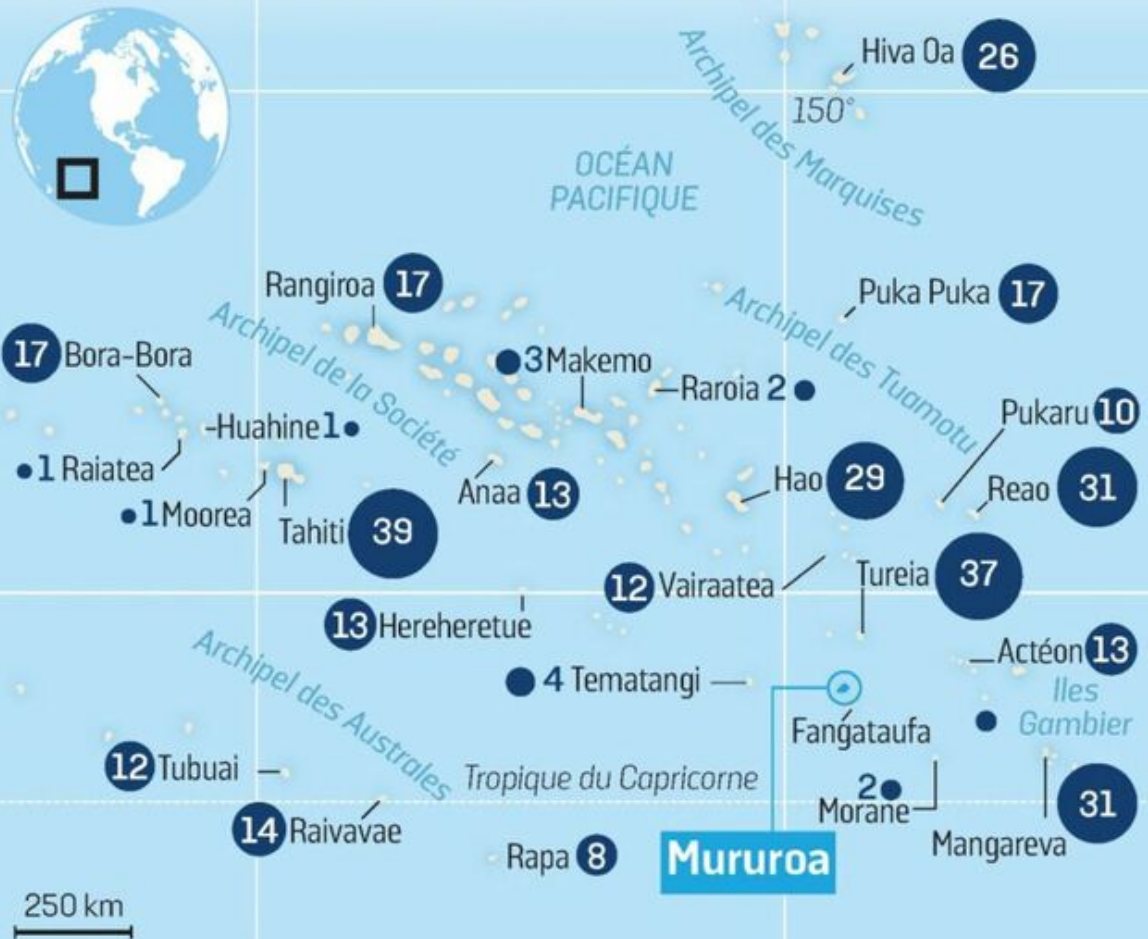 Hiva Oa 26
150°
Archipel des Marquises
OCÉAN
PACIFIQUE
Rangiroa 17
Puka Puka 17
Archipel de la Société
Archipel des Tuamotu
17 Bora-Bora
3 Makemo
Raroia 2
Pukaru 10
Huahine 1
1 Raiatea
Anaa 13
Hao 29
Reao 31
1 Moorea
Tahiti 39
12 Vairaatea
Tureia 37
13 Hereheretue
Actéon 13
Archipel des Australes
4 Tematangi
Iles
Gambier
Fangataufa
12 Tubuai
Tropique du Capricorne
2
Morane
31
Mangareva
14 Raivavae
Rapa 8
Mururoa
250 km